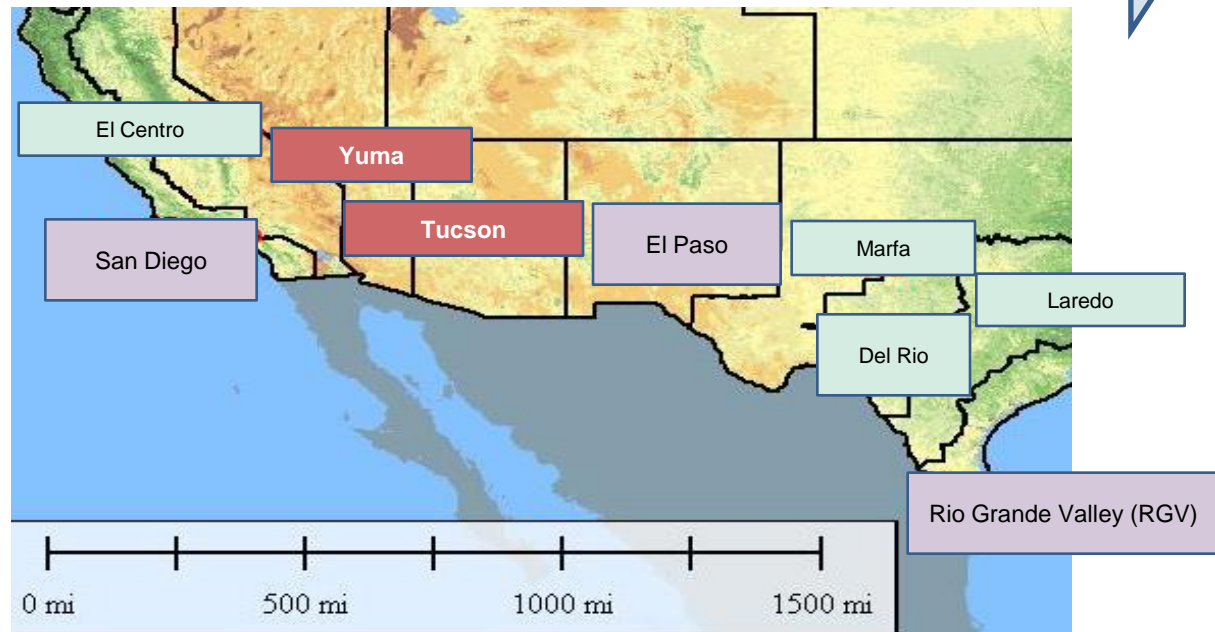 El Centro
Yuma
Tucson
San Diego
El Paso
Marfa
Laredo
Del Rio
Rio Grande Valley (RGV)
0 mi 500 mi 1000 mi 1500 mi